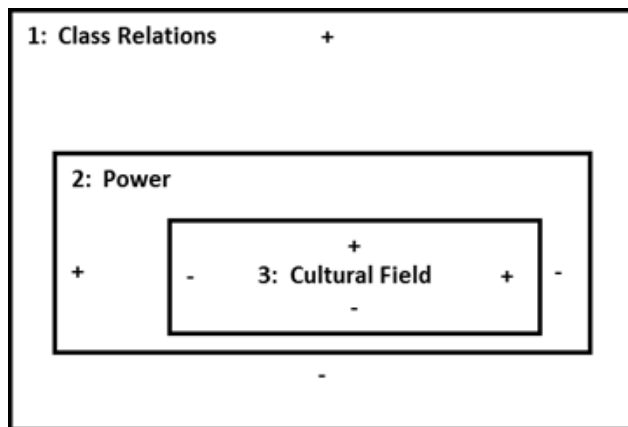 1: Class Relations +
2: Power
+
+ - 3: Cultural Field + -
-
-